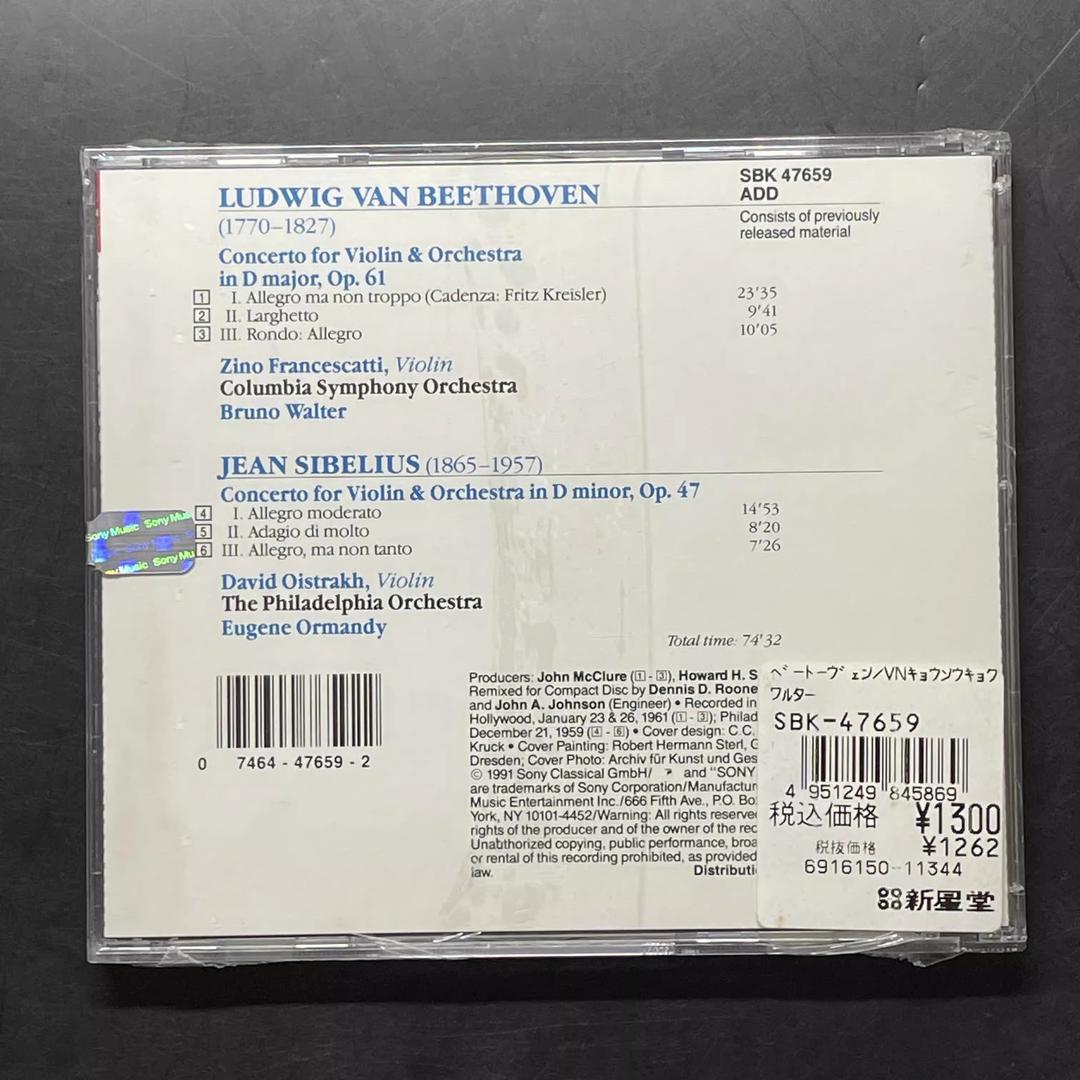 LUDWIG VAN BEETHOVEN
(1770–1827)
SBK 47659
ADD
Consists of previously
released material
Concerto for Violin & Orchestra
in D major, Op. 61
1 I. Allegro ma non troppo (Cadenza: Fritz Kreisler) 23'35
2 II. Larghetto 9'41
3 III. Rondo: Allegro 10'05
Zino Francescatti, Violin
Columbia Symphony Orchestra
Bruno Walter
JEAN SIBELIUS (1865–1957)
Concerto for Violin & Orchestra in D minor, Op. 47
4 I. Allegro moderato 14'53
5 II. Adagio di molto 8'20
6 III. Allegro, ma non tanto 7'26
David Oistrakh, Violin
The Philadelphia Orchestra
Eugene Ormandy
Total time: 74'32
Sony Music Sony Mus
Sony Music
Music Sony Mu
0 7464 - 47659 - 2
Producers: John McClure (1 - 3), Howard H. S
Remixed for Compact Disc by Dennis D. Roone
and John A. Johnson (Engineer) • Recorded in
Hollywood, January 23 & 26, 1961 (1 - 3); Philad
December 21, 1959 (4 - 6) • Cover design: C.C.
Kruck • Cover Painting: Robert Hermann Sterl, G
Dresden; Cover Photo: Archiv für Kunst und Ges
© 1991 Sony Classical GmbH/ and "SONY
are trademarks of Sony Corporation/Manufactur
Music Entertainment Inc./666 Fifth Ave., P.O. Bo
York, NY 10101-4452/Warning: All rights reserve
rights of the producer and of the owner of the rec
Unauthorized copying, public performance, broa
or rental of this recording prohibited, as provided
law. Distributi
ベートーヴェン/VNキョウソウキョク
ワルター
SBK-47659
4 951249 845869
税込価格 ¥1300
税抜価格 ¥1262
6916150-11344
新星堂